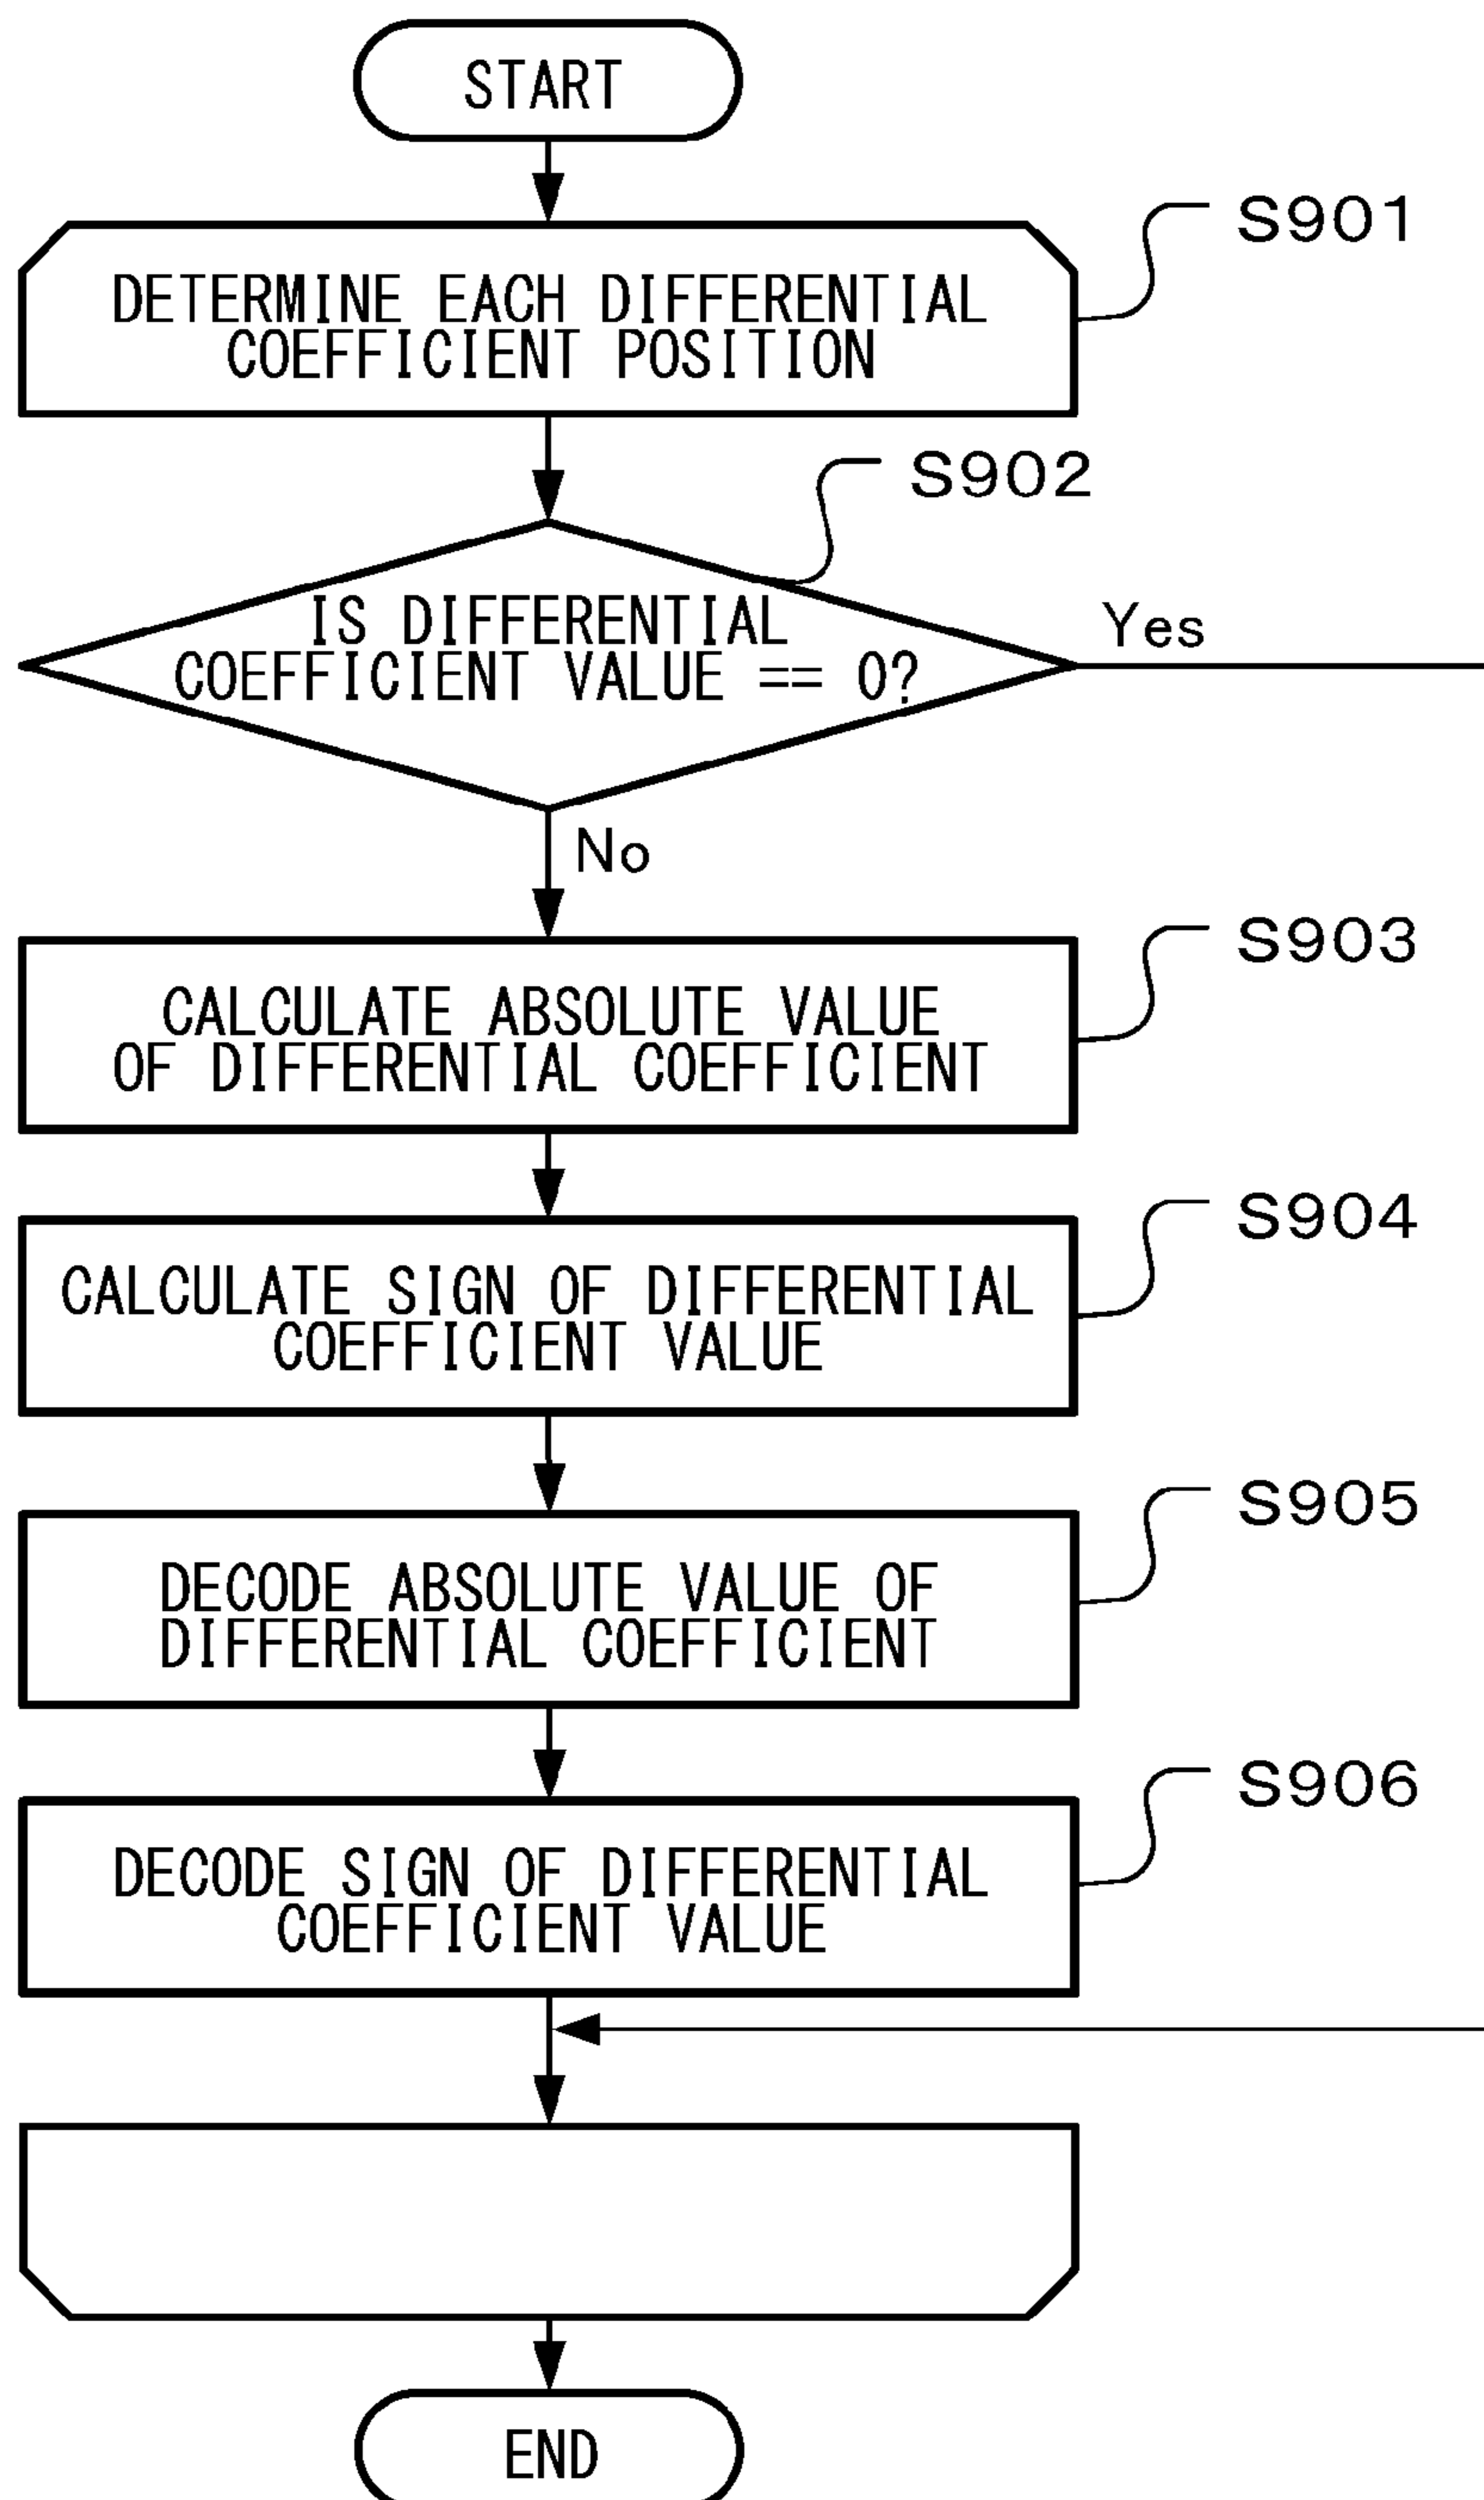 START
S901
DETERMINE EACH DIFFERENTIAL
COEFFICIENT POSITION
S902
IS DIFFERENTIAL
COEFFICIENT VALUE == 0?
Yes
No
S903
CALCULATE ABSOLUTE VALUE
OF DIFFERENTIAL COEFFICIENT
S904
CALCULATE SIGN OF DIFFERENTIAL
COEFFICIENT VALUE
S905
DECODE ABSOLUTE VALUE OF
DIFFERENTIAL COEFFICIENT
S906
DECODE SIGN OF DIFFERENTIAL
COEFFICIENT VALUE
END